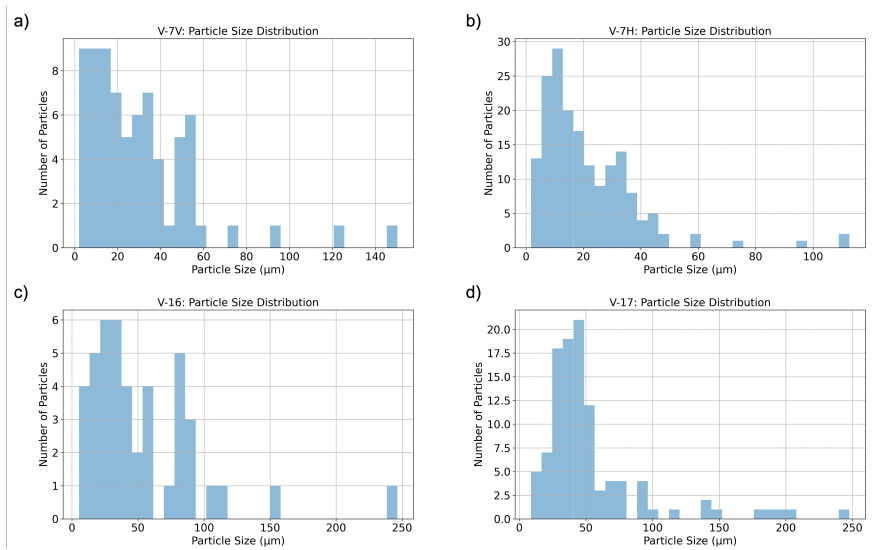 a)
V-7V: Particle Size Distribution
Number of Particles
8
6
4
2
0
0 20 40 60 80 100 120 140
Particle Size (μm)
b)
V-7H: Particle Size Distribution
Number of Particles
30
25
20
15
10
5
0
0 20 40 60 80 100
Particle Size (μm)
c)
V-16: Particle Size Distribution
Number of Particles
6
5
4
3
2
1
0
0 50 100 150 200 250
Particle Size (μm)
d)
V-17: Particle Size Distribution
Number of Particles
20.0
17.5
15.0
12.5
10.0
7.5
5.0
2.5
0.0
0 50 100 150 200 250
Particle Size (μm)